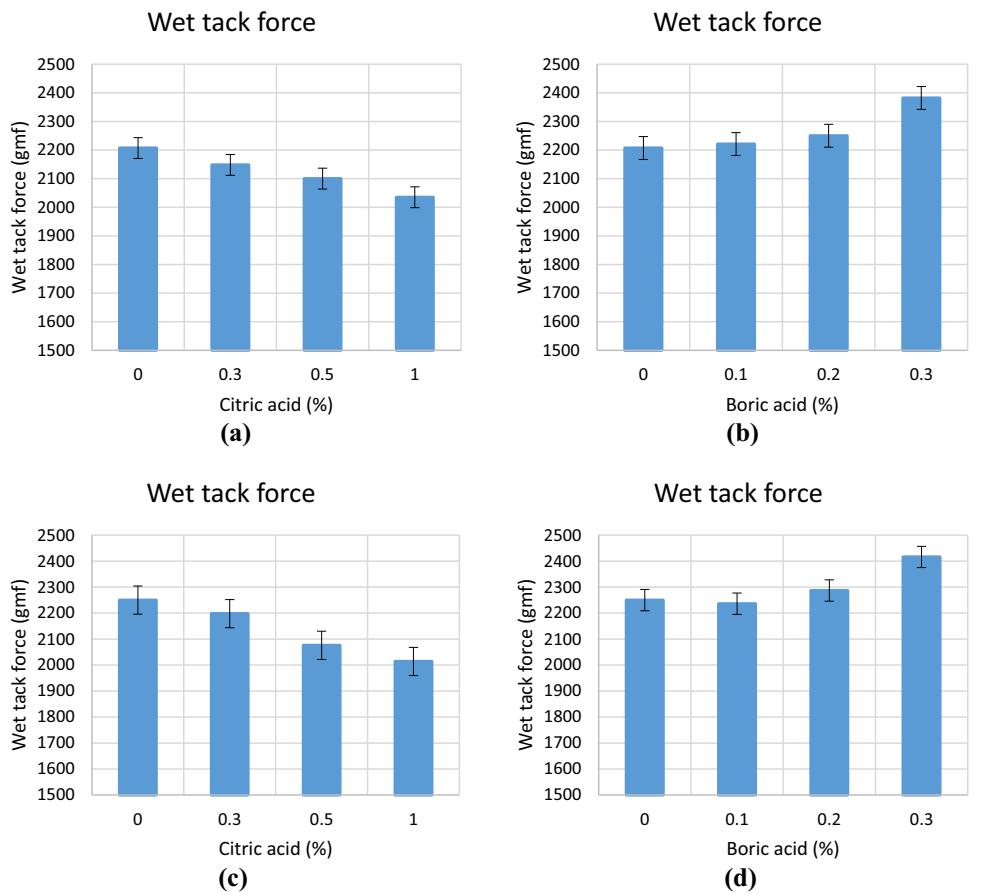 Wet tack force
Wet tack force (gmf)
2500
2400
2300
2200
2100
2000
1900
1800
1700
1600
1500
0 0.3 0.5 1
Citric acid (%)
(a)
Wet tack force
Wet tack force (gmf)
2500
2400
2300
2200
2100
2000
1900
1800
1700
1600
1500
0 0.1 0.2 0.3
Boric acid (%)
(b)
Wet tack force
Wet tack force (gmf)
2500
2400
2300
2200
2100
2000
1900
1800
1700
1600
1500
0 0.3 0.5 1
Citric acid (%)
(c)
Wet tack force
Wet tack force (gmf)
2500
2400
2300
2200
2100
2000
1900
1800
1700
1600
1500
0 0.1 0.2 0.3
Boric acid (%)
(d)